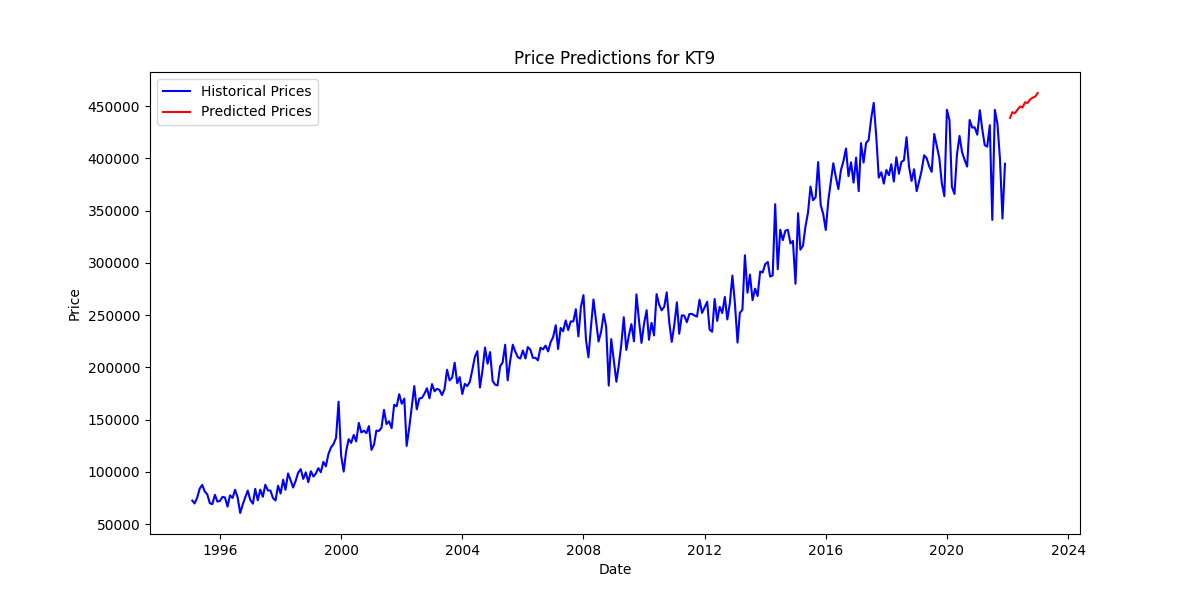 Price Predictions for KT9
Historical Prices
Predicted Prices
450000
400000
350000
300000
250000
200000
150000
100000
50000
Price
1996 2000 2004 2008 2012 2016 2020 2024
Date